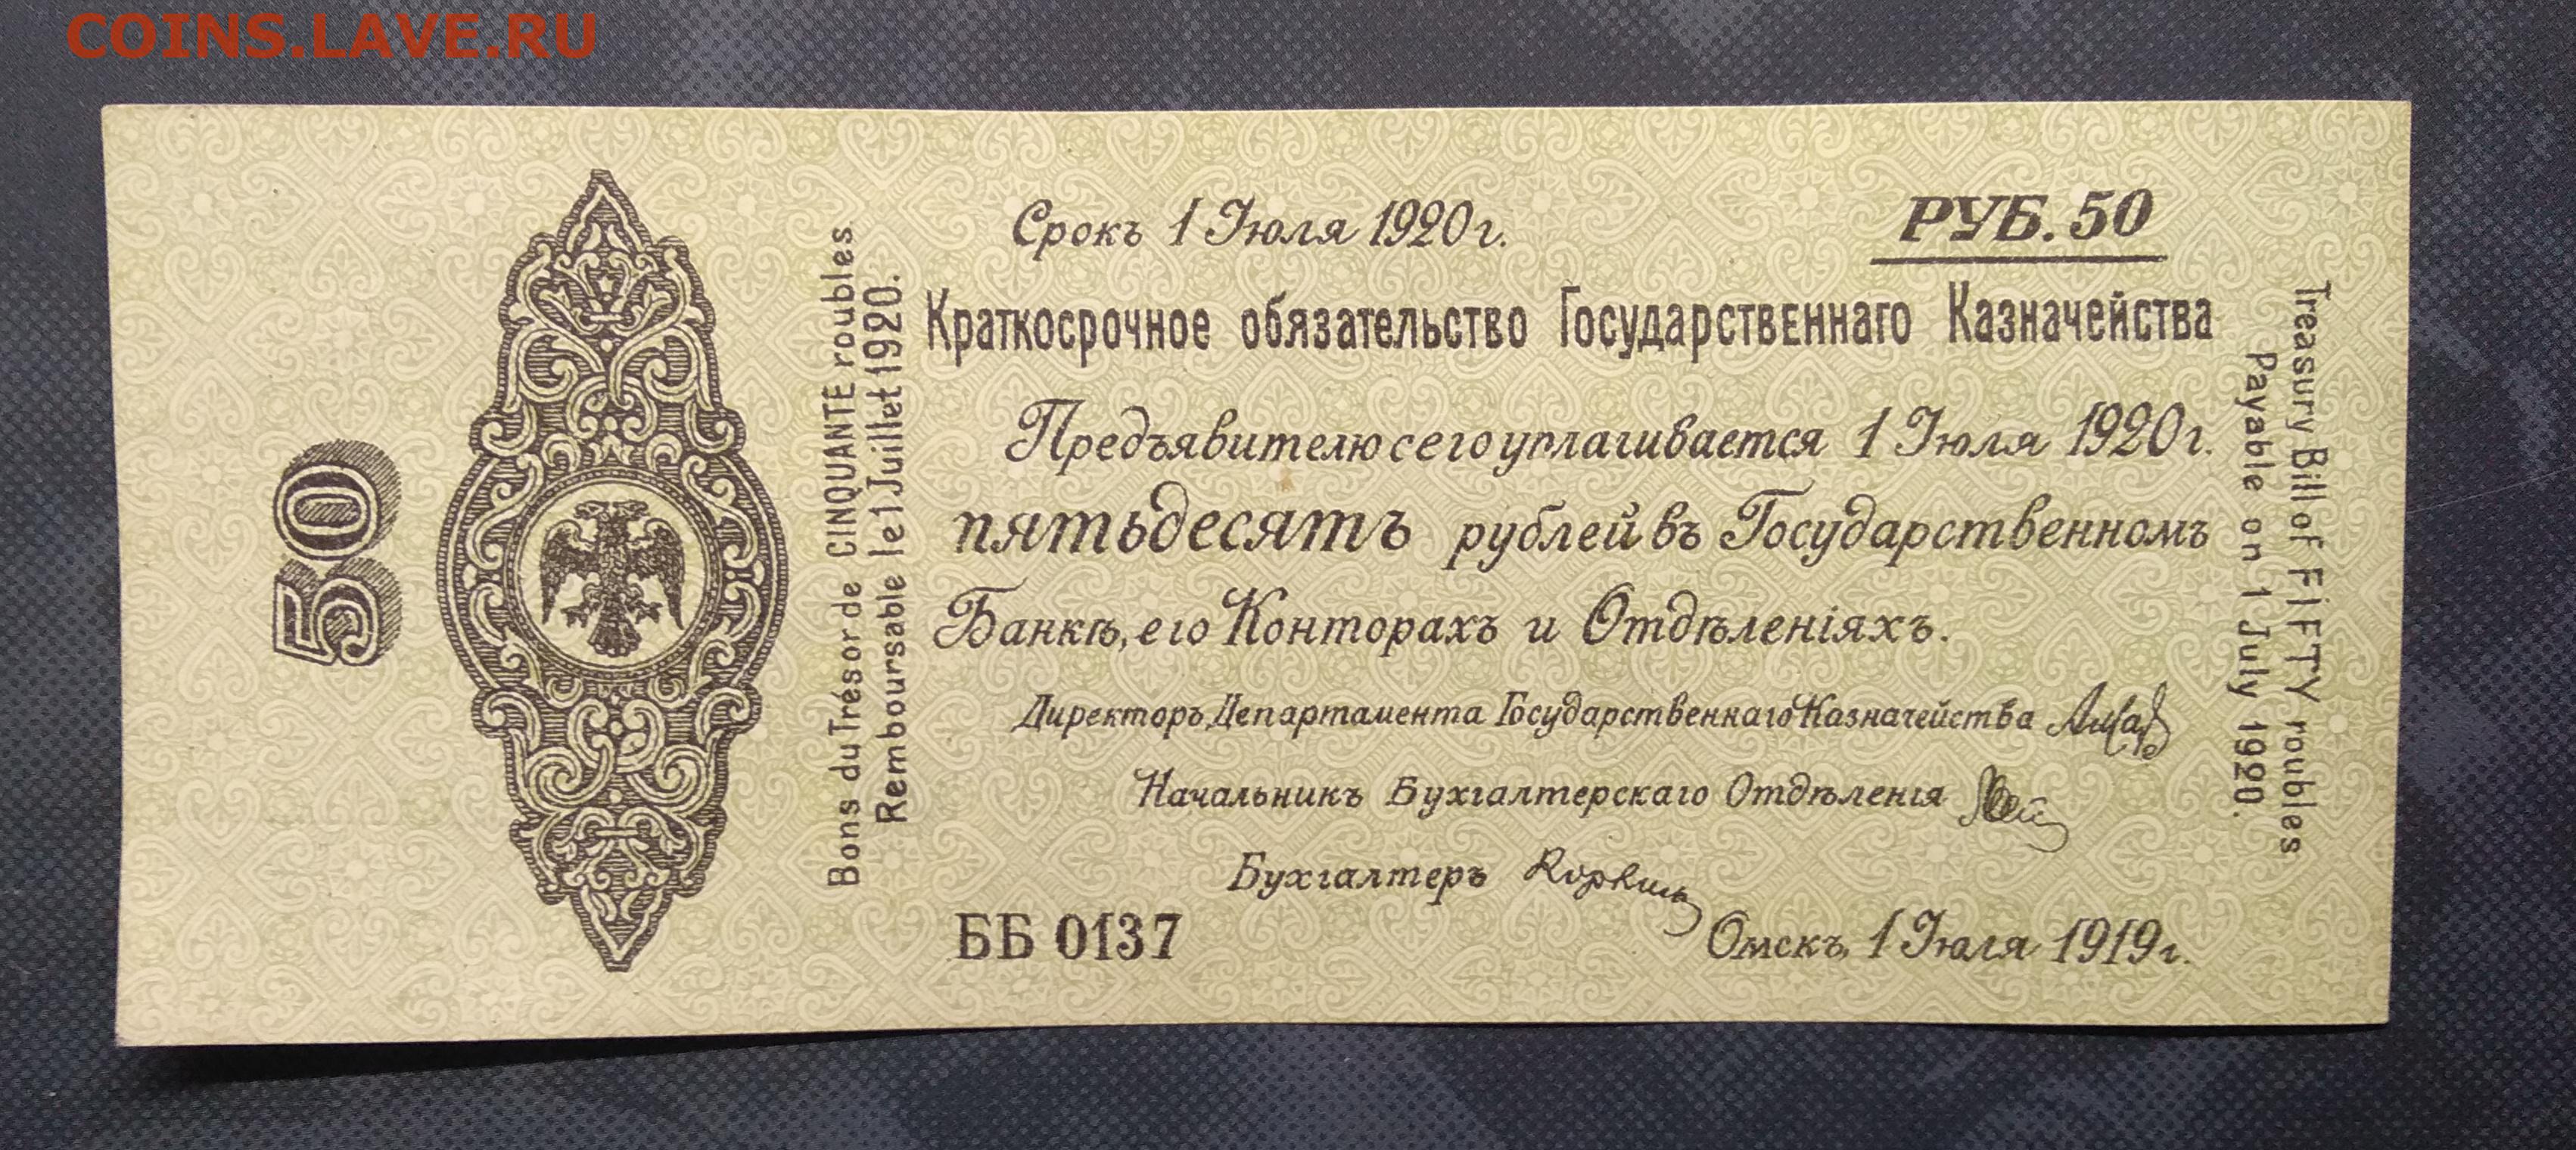 COINS.LAVE.RU
50
Bons du Trésor de CINQUANTE roubles
Remboursable le 1 Juillet 1920.
Срокъ 1 Іюля 1920 г.
РУБ. 50
Краткосрочное обязательство Государственнаго Казначейства
Предъявителю сего уплачивается 1 Іюля 1920 г.
пятьдесятъ рублей въ Государственномъ
Банкѣ, его Конторахъ и Отдѣленіяхъ.
Директоръ Департамента Государственнаго Казначейства
Начальникъ Бухгалтерскаго Отдѣленія
Бухгалтеръ
ББ 0137
Омскъ, 1 Іюля 1919 г.
Treasury Bill of FIFTY roubles
Payable on 1 July 1920.